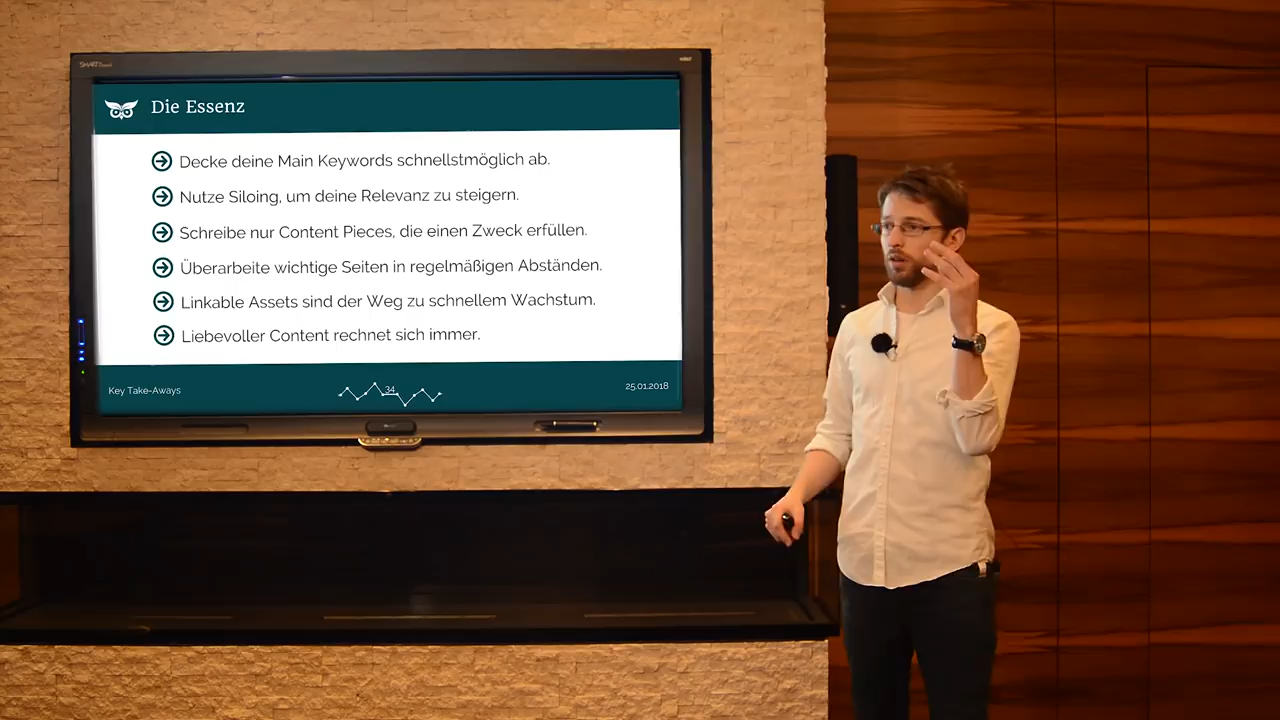 SMART Board
Die Essenz
Decke deine Main Keywords schnellstmöglich ab.
Nutze Siloing, um deine Relevanz zu steigern.
Schreibe nur Content Pieces, die einen Zweck erfüllen.
Überarbeite wichtige Seiten in regelmäßigen Abständen.
Linkable Assets sind der Weg zu schnellem Wachstum.
Liebevoller Content rechnet sich immer.
Key Take-Aways
34
25.01.2018